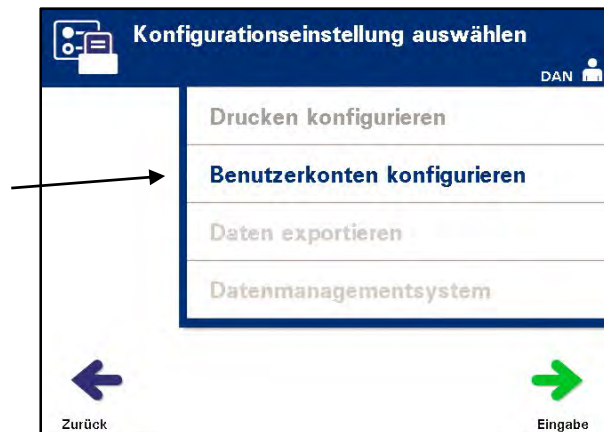 Konfigurationseinstellung auswählen
DAN
Drucken konfigurieren
Benutzerkonten konfigurieren
Daten exportieren
Datenmanagementsystem
Zurück
Eingabe